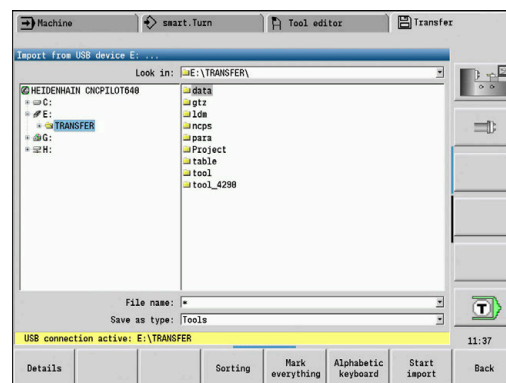 Machine smart.Turn Tool editor Transfer
Import from USB device E: ...
Look in: E:\TRANSFER\
HEIDENHAIN CNCPILOT640
C:
E:
TRANSFER
G:
H:
data
gtz
ldm
ncps
para
Project
table
tool
tool_4290
File name: *
Save as type: Tools
USB connection active: E:\TRANSFER
T
11:37
Details Sorting Mark everything Alphabetic keyboard Start import Back